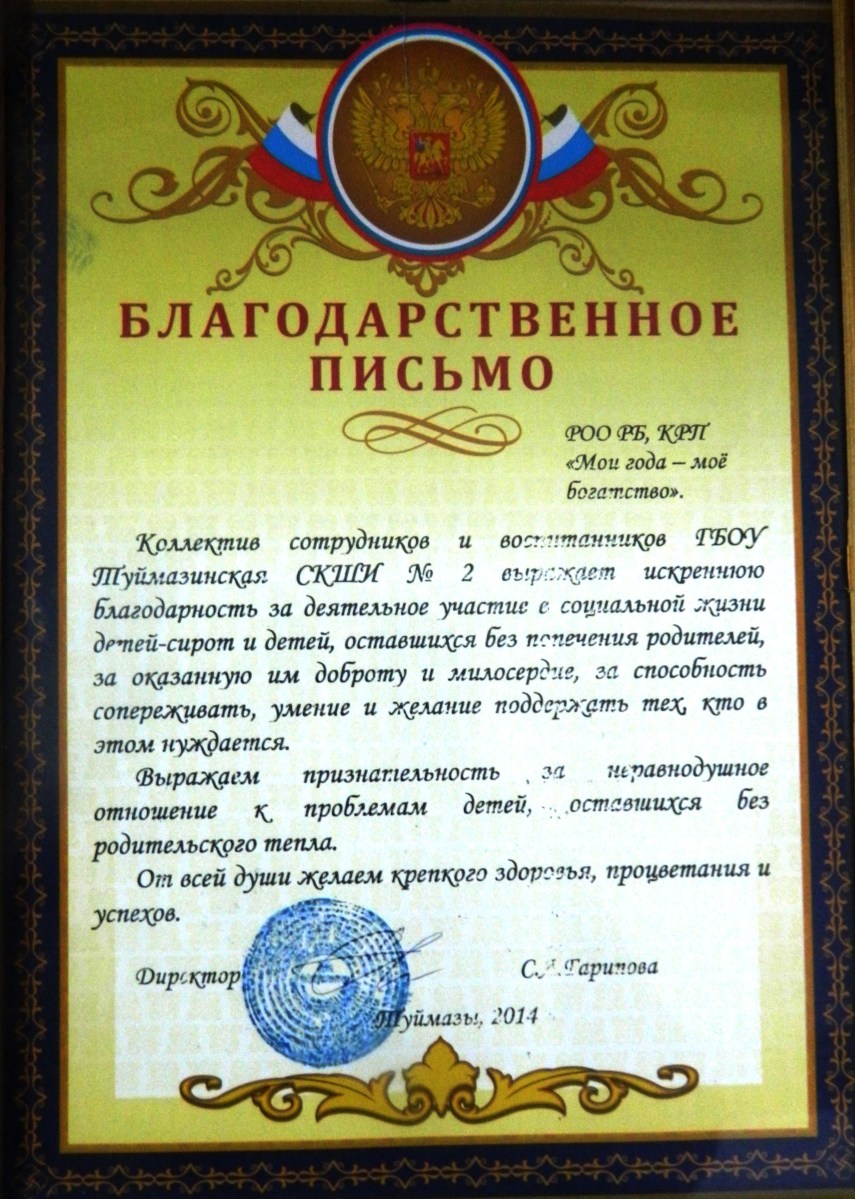 БЛАГОДАРСТВЕННОЕ
ПИСЬМО
РОО РБ, КРП
«Мои года – моё
богатство».
Коллектив сотрудников и воспитанников ГБОУ
Туймазинская СКШИ № 2 выражает искреннюю
благодарность за деятельное участие в социальной жизни
детей-сирот и детей, оставшихся без попечения родителей,
за оказанную им доброту и милосердие, за способность
сопереживать, умение и желание поддержать тех, кто в
этом нуждается.
Выражаем признательность за неравнодушное
отношение к проблемам детей, оставшихся без
родительского тепла.
От всей души желаем крепкого здоровья, процветания и
успехов.
Директор С.А.Гарипова
Туймазы, 2014